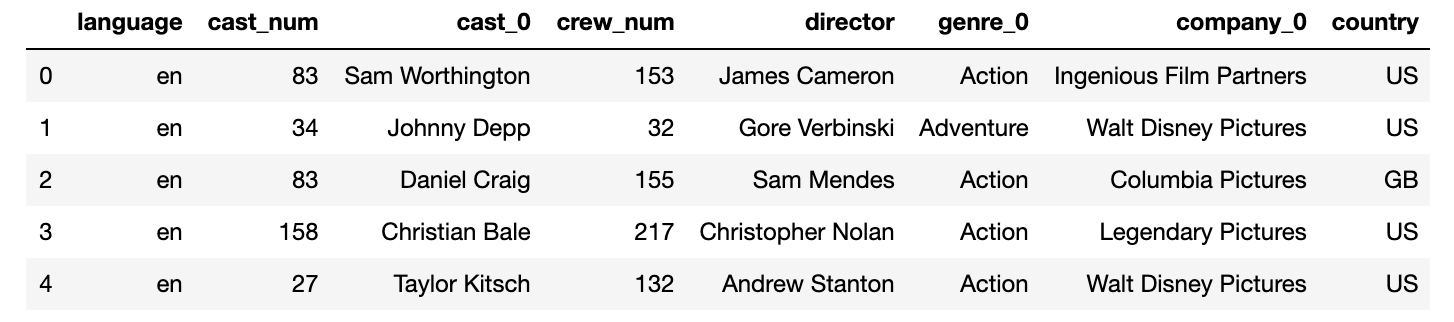 language cast_num cast_0 crew_num director genre_0 company_0 country
0 en 83 Sam Worthington 153 James Cameron Action Ingenious Film Partners US
1 en 34 Johnny Depp 32 Gore Verbinski Adventure Walt Disney Pictures US
2 en 83 Daniel Craig 155 Sam Mendes Action Columbia Pictures GB
3 en 158 Christian Bale 217 Christopher Nolan Action Legendary Pictures US
4 en 27 Taylor Kitsch 132 Andrew Stanton Action Walt Disney Pictures US